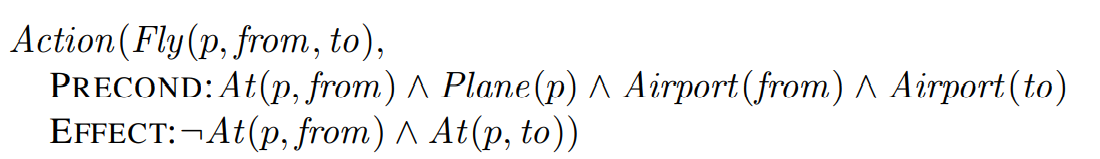 Action(Fly(p, from, to),
PRECOND: At(p, from) ∧ Plane(p) ∧ Airport(from) ∧ Airport(to)
EFFECT: ¬At(p, from) ∧ At(p, to))